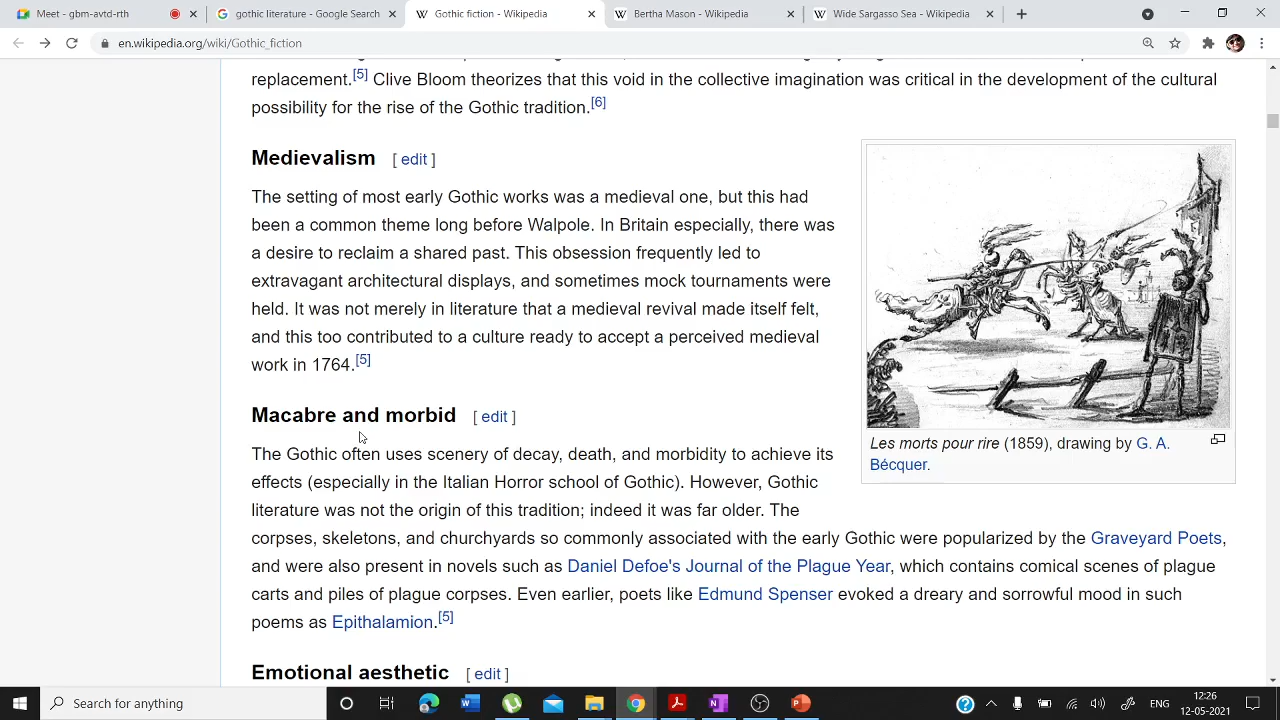 Meet - gbm-avtd-rth
gothic literature - Google Search
Gothic fiction - Wikipedia
Bertha Mason - Wikipedia
Wide Sargasso Sea - Wikipedia
en.wikipedia.org/wiki/Gothic_fiction
replacement.[5] Clive Bloom theorizes that this void in the collective imagination was critical in the development of the cultural
possibility for the rise of the Gothic tradition.[6]
Medievalism [ edit ]
The setting of most early Gothic works was a medieval one, but this had
been a common theme long before Walpole. In Britain especially, there was
a desire to reclaim a shared past. This obsession frequently led to
extravagant architectural displays, and sometimes mock tournaments were
held. It was not merely in literature that a medieval revival made itself felt,
and this too contributed to a culture ready to accept a perceived medieval
work in 1764.[5]
Les morts pour rire (1859), drawing by G. A.
Bécquer.
Macabre and morbid [ edit ]
The Gothic often uses scenery of decay, death, and morbidity to achieve its
effects (especially in the Italian Horror school of Gothic). However, Gothic
literature was not the origin of this tradition; indeed it was far older. The
corpses, skeletons, and churchyards so commonly associated with the early Gothic were popularized by the Graveyard Poets,
and were also present in novels such as Daniel Defoe's Journal of the Plague Year, which contains comical scenes of plague
carts and piles of plague corpses. Even earlier, poets like Edmund Spenser evoked a dreary and sorrowful mood in such
poems as Epithalamion.[5]
Emotional aesthetic [ edit ]
Search for anything
ENG
12:26
12-05-2021